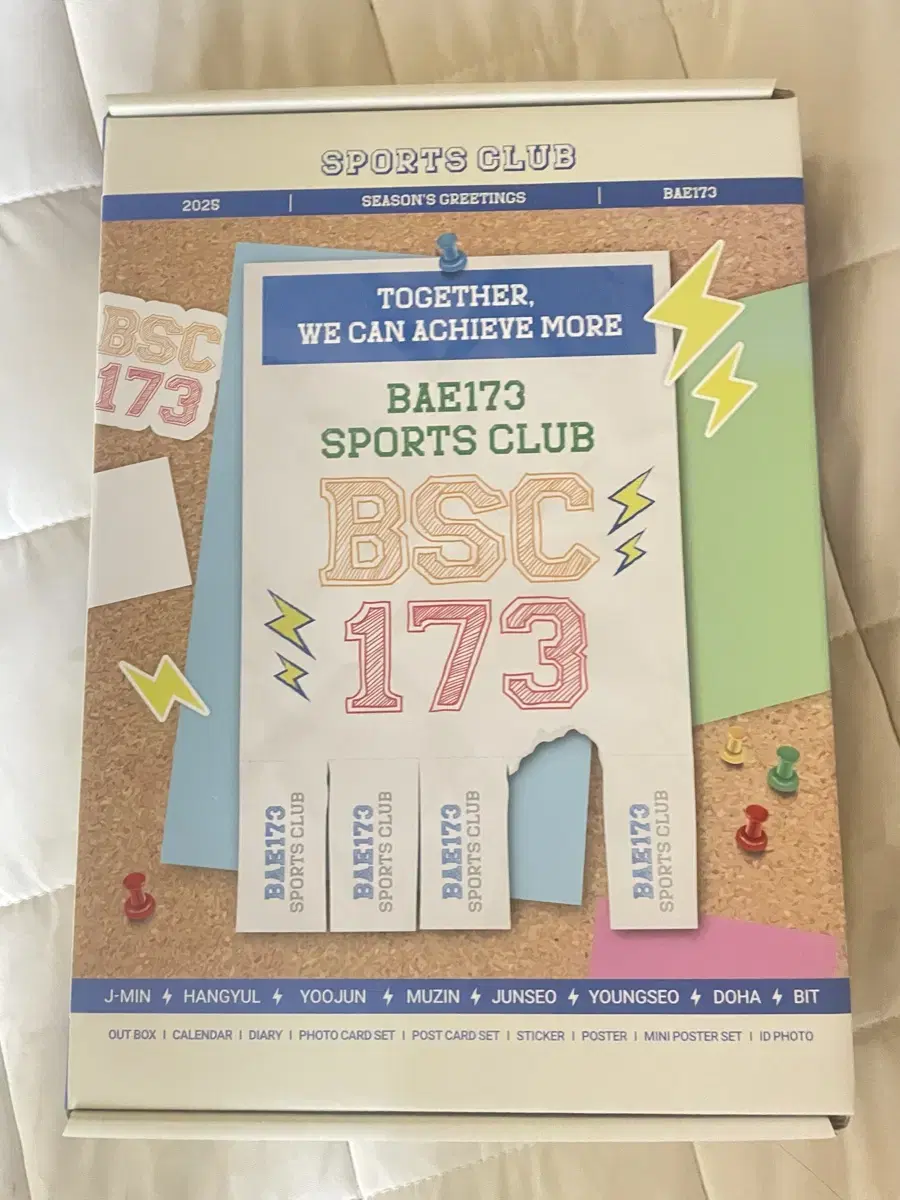 SPORTS CLUB
2025 | SEASON'S GREETINGS | BAE173
TOGETHER,
WE CAN ACHIEVE MORE
BSC
173
BAE173
SPORTS CLUB
BSC
173
BAE173
SPORTS CLUB
BAE173
SPORTS CLUB
BAE173
SPORTS CLUB
BAE173
SPORTS CLUB
J-MIN HANGYUL YOOJUN MUZIN JUNSEO YOUNGSEO DOHA BIT
OUT BOX | CALENDAR | DIARY | PHOTO CARD SET | POST CARD SET | STICKER | POSTER | MINI POSTER SET | ID PHOTO